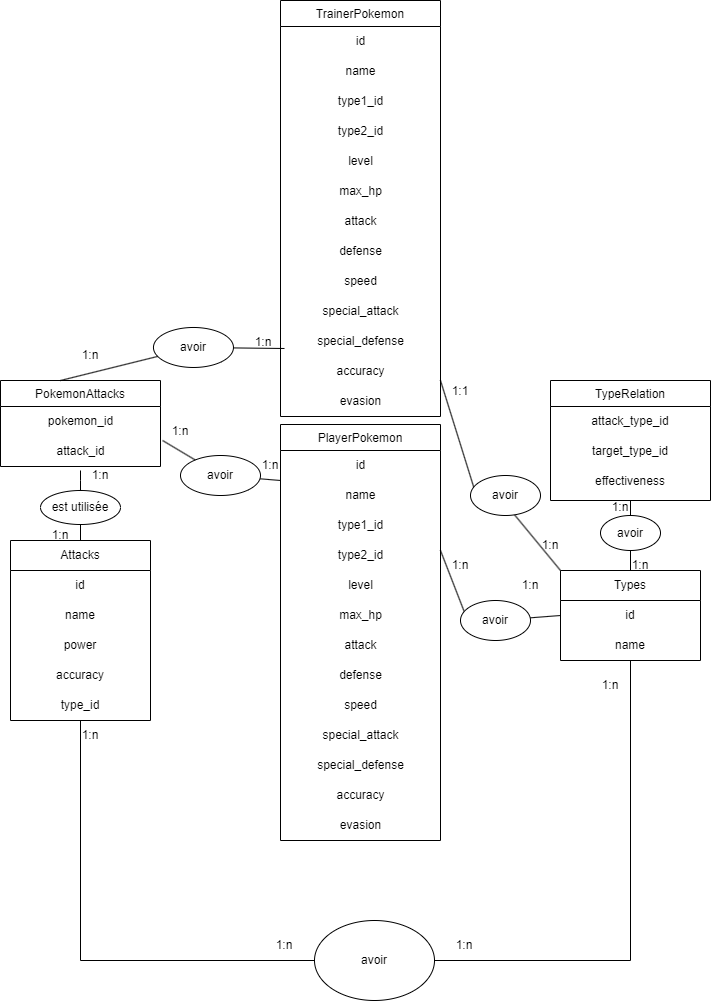 TrainerPokemon
id
name
type1_id
type2_id
level
max_hp
attack
defense
speed
special_attack
special_defense
accuracy
evasion
1:n
avoir
1:n
PokemonAttacks
pokemon_id
attack_id
1:n
avoir
1:n
1:n
est utilisée
1:n
Attacks
id
name
power
accuracy
type_id
1:n
PlayerPokemon
id
name
type1_id
type2_id
level
max_hp
attack
defense
speed
special_attack
special_defense
accuracy
evasion
1:1
avoir
1:n
1:n
avoir
1:n
TypeRelation
attack_type_id
target_type_id
effectiveness
1:n
avoir
1:n
Types
id
name
1:n
1:n
avoir
1:n